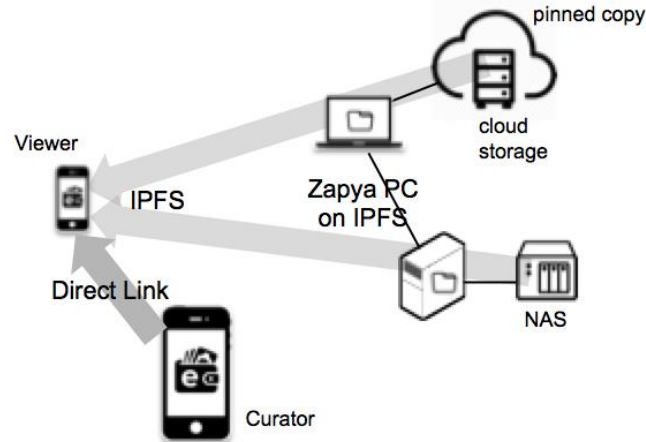 pinned copy
cloud
storage
Viewer
IPFS
Zapya PC
on IPFS
Direct Link
NAS
e
Curator